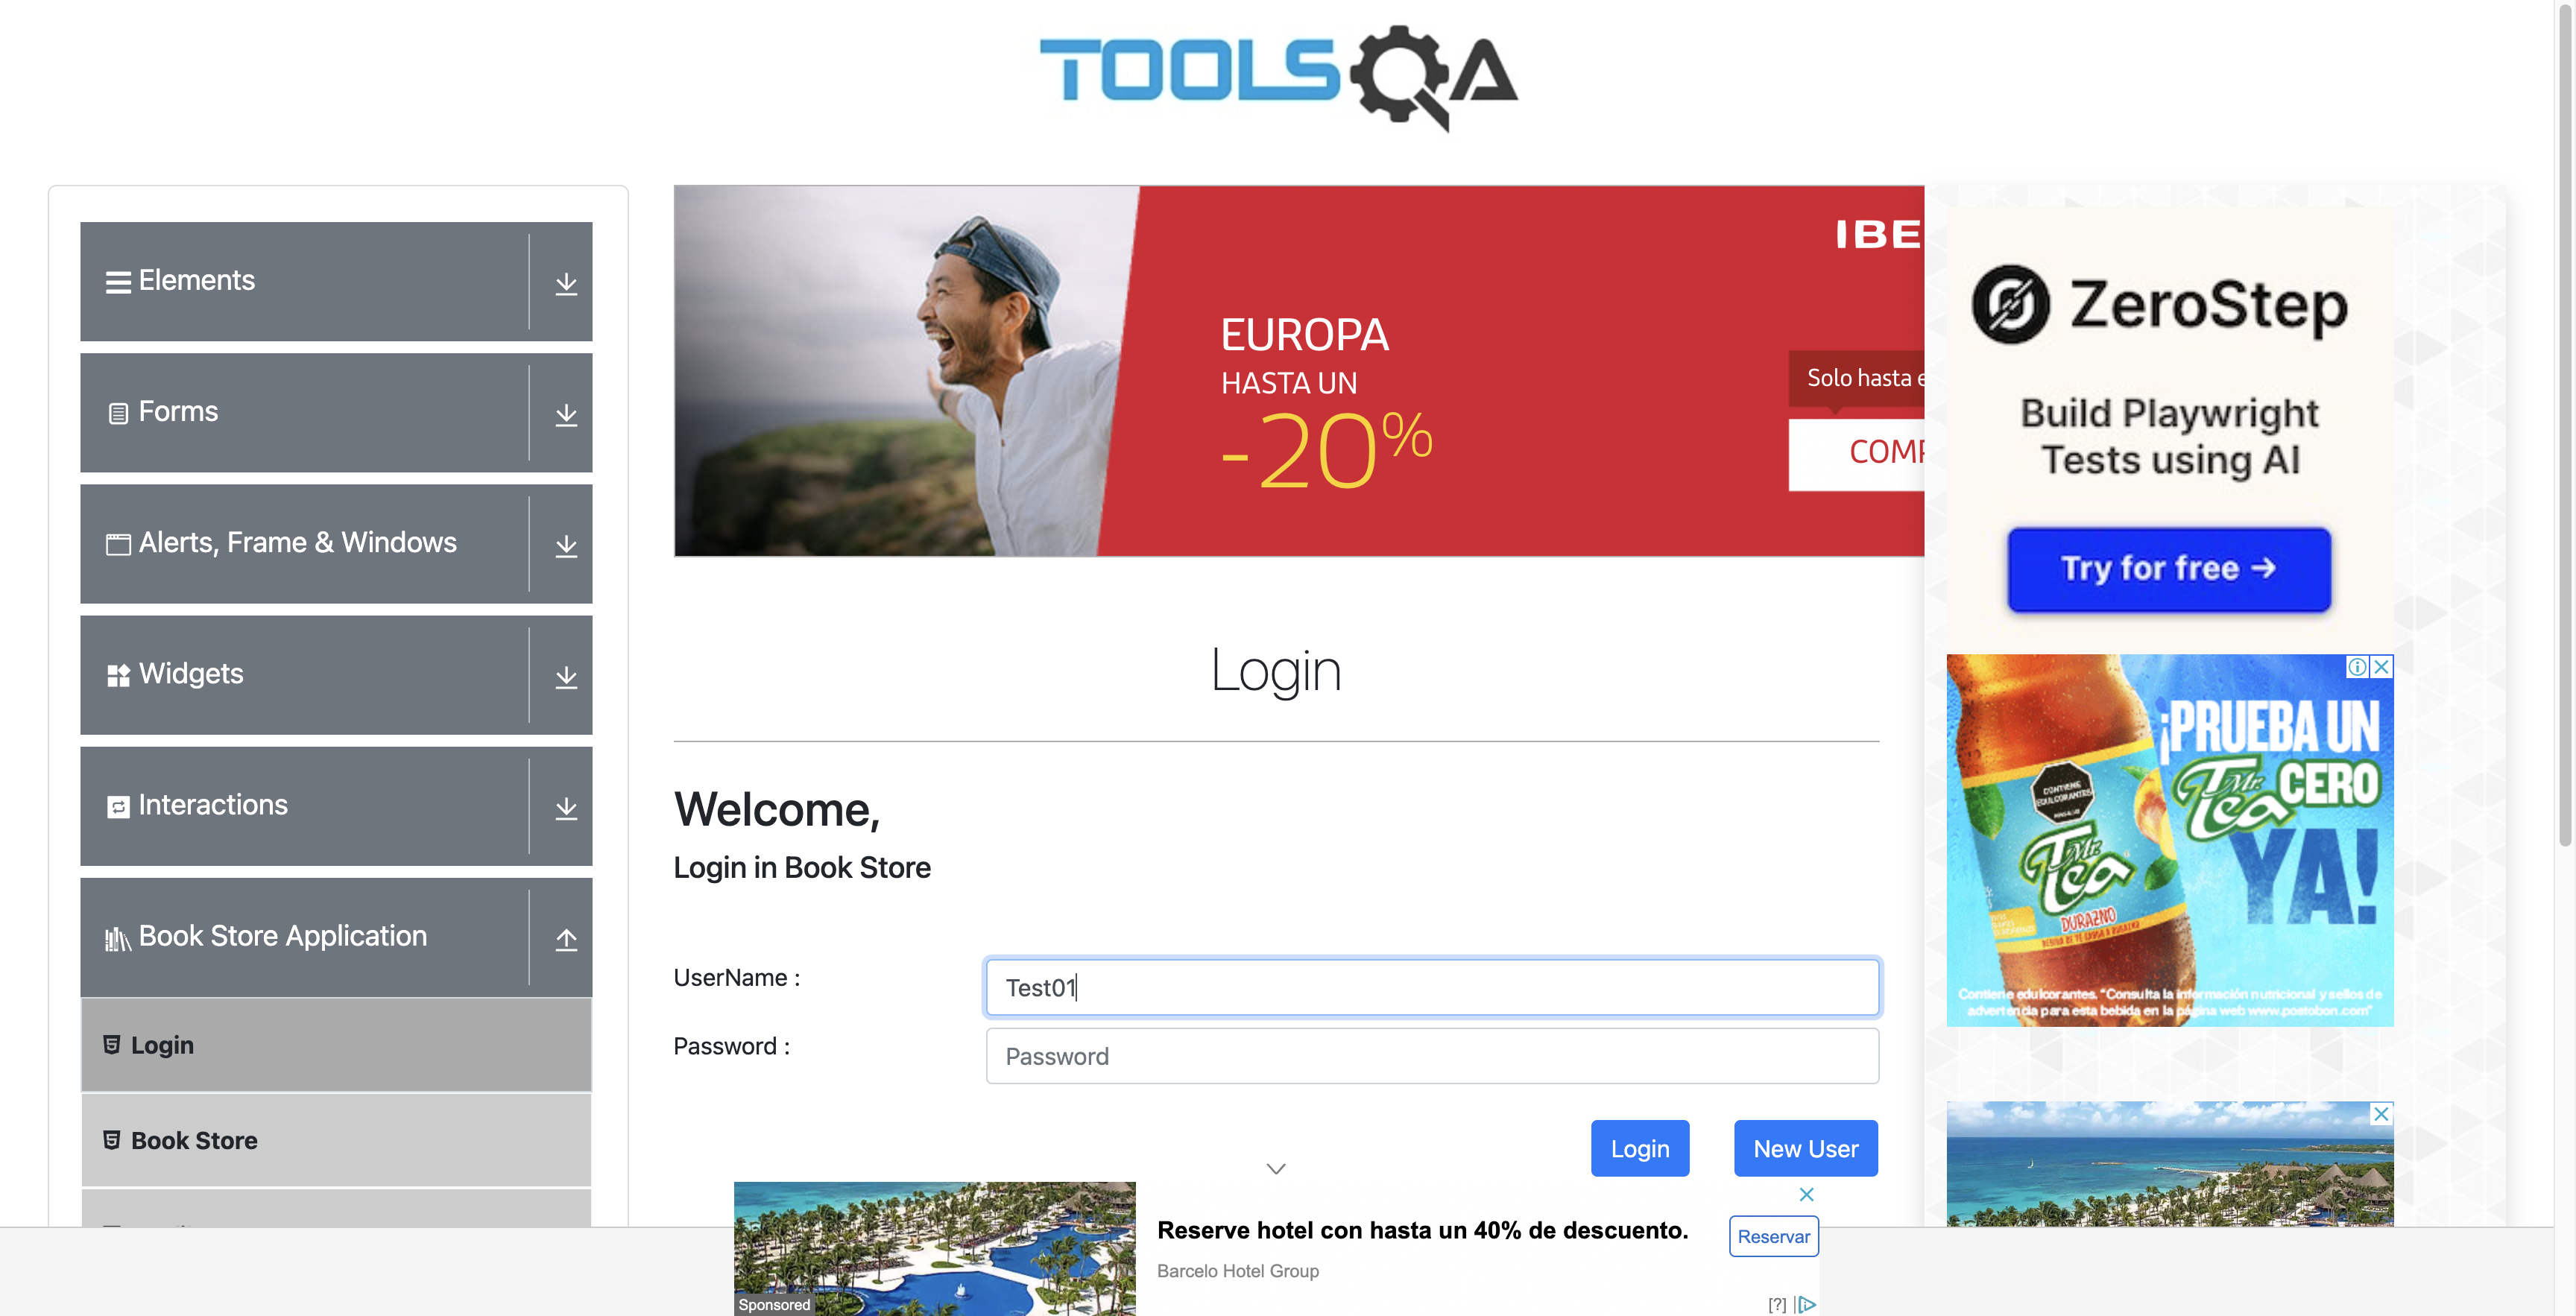 TOOLSQA
Elements
Forms
Alerts, Frame & Windows
Widgets
Interactions
Book Store Application
Login
Book Store
IBE
EUROPA
HASTA UN
-20%
Solo hasta e
COMP
Login
Welcome,
Login in Book Store
UserName :
Test01
Password :
Password
Login
New User
ZeroStep
Build Playwright
Tests using AI
Try for free →
¡PRUEBA UN
Mr. Tea CERO
YA!
CONTIENE
EDULCORANTES
Mr. Tea
DURAZNO
Contiene edulcorantes. "Consulta la información nutricional y sellos de
advertencia para esta bebida en la página web www.postobon.com"
Reserve hotel con hasta un 40% de descuento.
Barcelo Hotel Group
Reservar
Sponsored
[?]